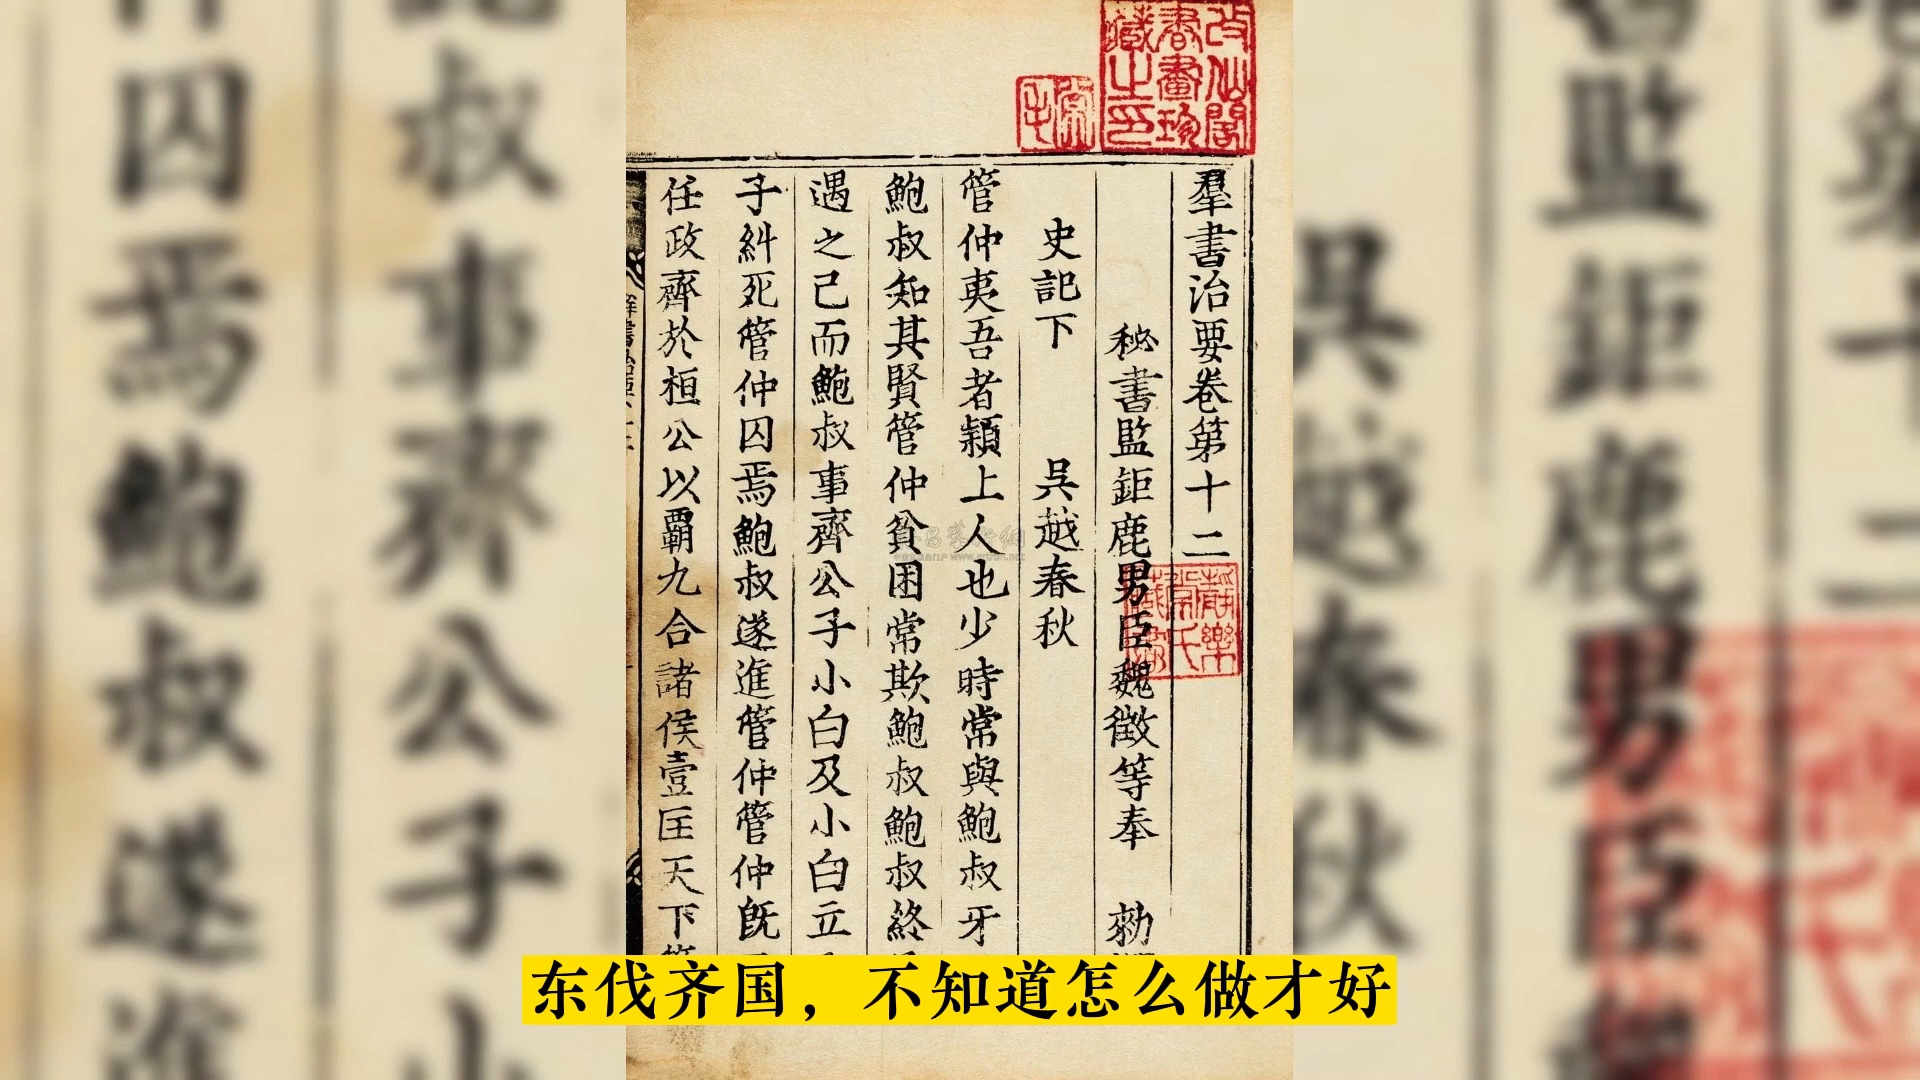 羣書治要卷第十二
秘書監鉅鹿男臣魏徵等奉 勑
史記下 吳越春秋
管仲夷吾者潁上人也少時常與鮑叔牙
鮑叔知其賢管仲貧困常欺鮑叔鮑叔終
遇之己而鮑叔事齊公子小白及小白立
子糾死管仲囚焉鮑叔遂進管仲管仲旣
任政齊於桓公以覇九合諸侯壹匡天下
东伐齐国，不知道怎么做才好